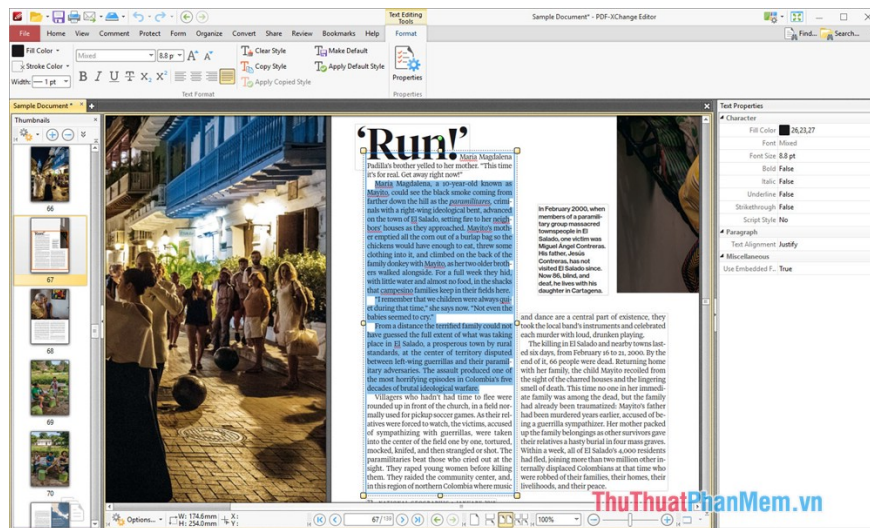 Text Editing
Tools
Sample Document* - PDF-XChange Editor
File Home View Comment Protect Form Organize Convert Share Review Bookmarks Help Format
Find... Search...
Fill Color
Stroke Color
Width: 1 pt
Mixed 8.8 p
Clear Style
Copy Style
Apply Copied Style
Make Default
Apply Default Style
Properties
Text Format
Properties
Sample Document *
Thumbnails
66
67
68
69
70
‘Run!’
Maria Magdalena
Padilla's brother yelled to her mother. “This time
it's for real. Get away right now!”
Maria Magdalena, a 10-year-old known as
Mayito, could see the black smoke coming from
farther down the hill as the paramilitares, crimi-
nals with a right-wing ideological bent, advanced
on the town of El Salado, setting fire to her neigh-
bors' houses as they approached. Mayito's moth-
er emptied all the corn out of a burlap bag so the
chickens would have enough to eat, threw some
clothing into it, and climbed on the back of the
family donkey with Mayito, as her two older broth-
ers walked alongside. For a full week they hid,
with little water and almost no food, in the shacks
that campesino families keep in their fields here.
“I remember that we children were always qui-
et during that time,” she says now. “Not even the
babies seemed to cry.”
From a distance the terrified family could not
have guessed the full extent of what was taking
place in El Salado, a prosperous town by rural
standards, at the center of territory disputed
between left-wing guerrillas and their paramil-
itary adversaries. The assault produced one of
the most horrifying episodes in Colombia's five
decades of brutal ideological warfare.
Villagers who hadn't had time to flee were
rounded up in front of the church, in a field nor-
mally used for pickup soccer games. As their rel-
atives were forced to watch, the victims, accused
of sympathizing with guerrillas, were taken
into the center of the field one by one, tortured,
mocked, knifed, and then strangled or shot. The
paramilitaries beat those who cried out at the
sight. They raped young women before killing
them. They raided the community center, and,
in this region of northern Colombia where music
In February 2000, when
members of a paramili-
tary group massacred
townspeople in El
Salado, one victim was
Miguel Ángel Contreras.
His father, Jesús
Contreras, has not
visited El Salado since.
Now 86, blind, and
deaf, he lives with his
daughter in Cartagena.
and dance are a central part of existence, they
took the local band's instruments and celebrated
each murder with loud, drunken playing.
The killing in El Salado and nearby towns last-
ed six days, from February 16 to 21, 2000. By the
end of it, 66 people were dead. Returning home
with her family, the child Mayito recoiled from
the sight of the charred houses and the lingering
smell of death. This time no one in her immedi-
ate family was among the dead, but the family
had already been traumatized: Mayito's father
had been murdered years earlier, accused of be-
ing a guerrilla sympathizer. Her mother packed
up the family belongings as other survivors gave
their relatives a hasty burial in four mass graves.
Within a week, all of El Salado's 4,000 residents
had fled, joining more than two million other in-
ternally displaced Colombians at that time who
were robbed of their families, their homes, their
livelihoods, and their peace.
Text Properties
Character
Fill Color 26,23,27
Font Mixed
Font Size 8.8 pt
Bold False
Italic False
Underline False
Strikethrough False
Script Style No
Paragraph
Text Alignment Justify
Miscellaneous
Use Embedded F... True
Options...
W: 174.6mm
H: 254.0mm
X:
Y:
67
100%
ThuThuatPhanMem.vn